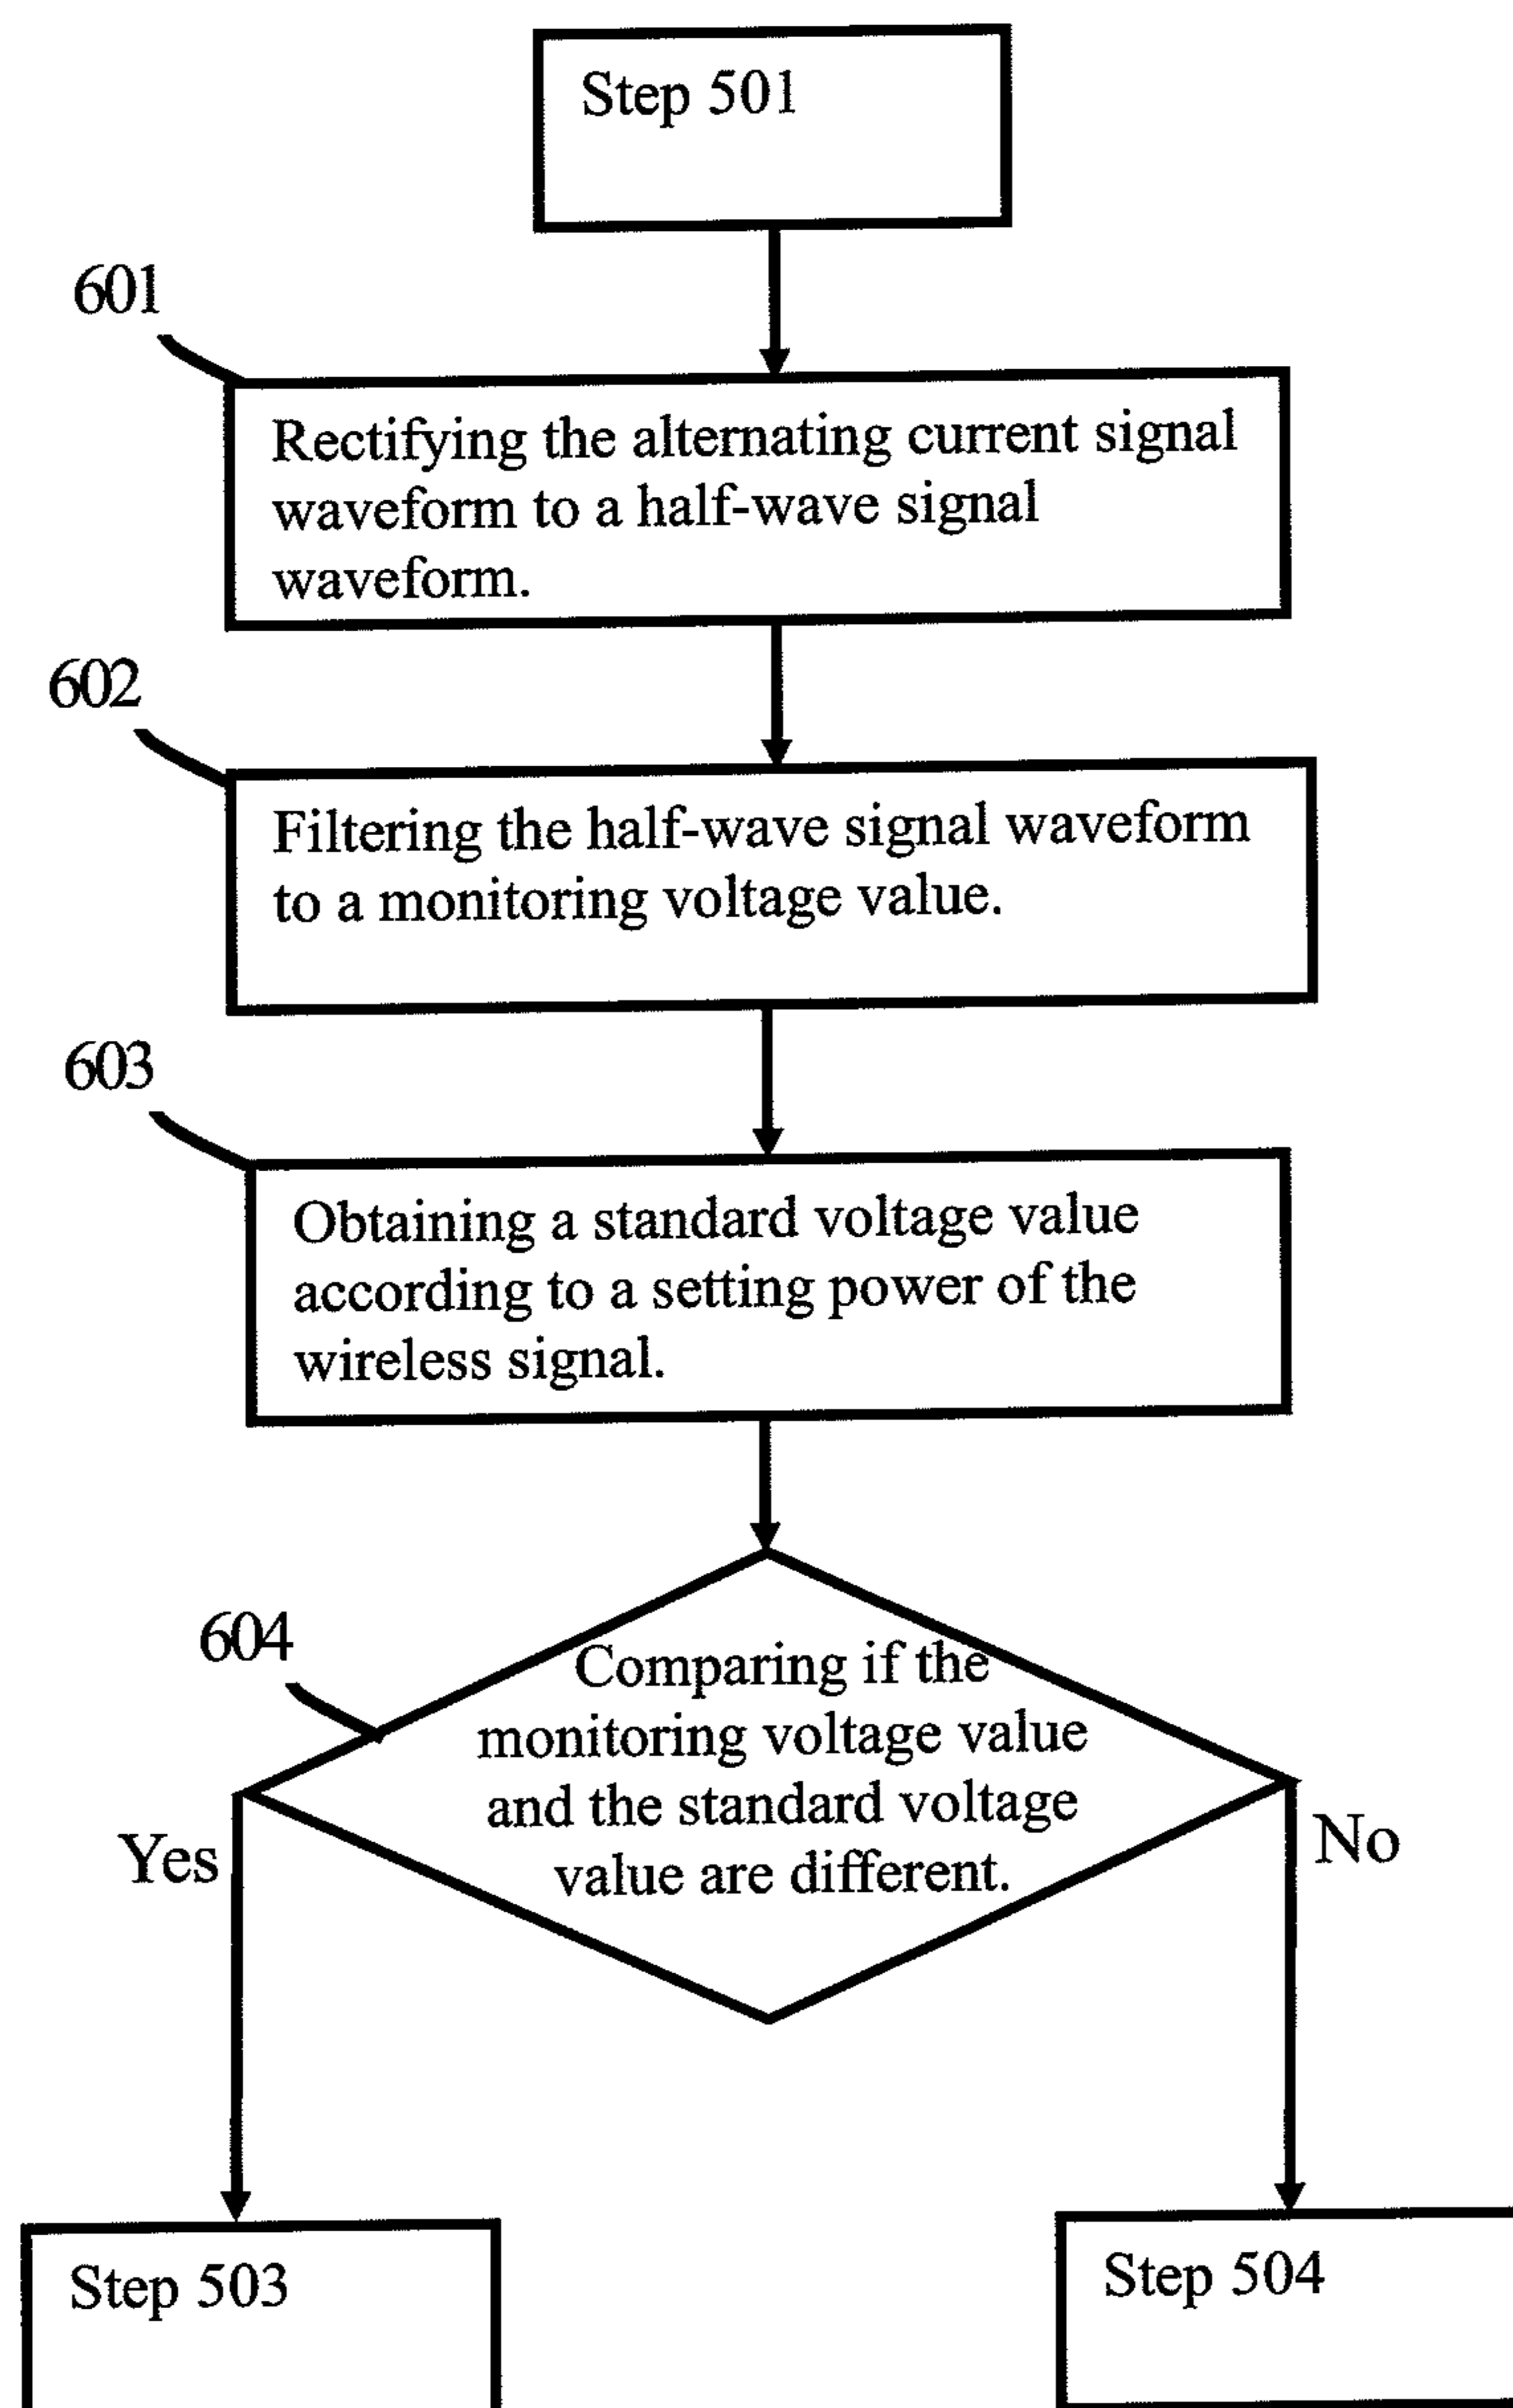 Step 501
601
Rectifying the alternating current signal
waveform to a half-wave signal
waveform.
602
Filtering the half-wave signal waveform
to a monitoring voltage value.
603
Obtaining a standard voltage value
according to a setting power of the
wireless signal.
604
Comparing if the
monitoring voltage value
and the standard voltage
value are different.
Yes
No
Step 503
Step 504